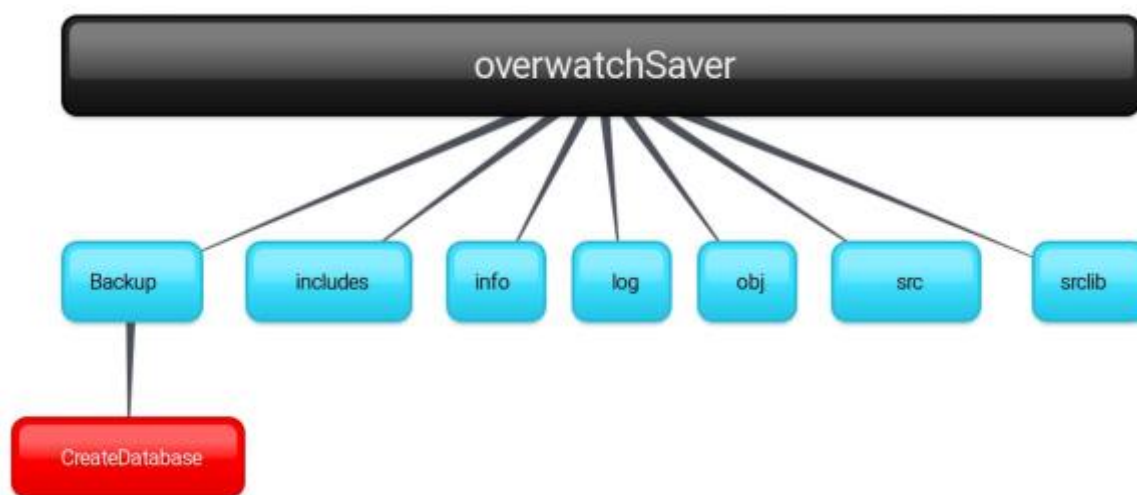 overwatchSaver
Backup
includes
info
log
obj
src
srclib
CreateDatabase